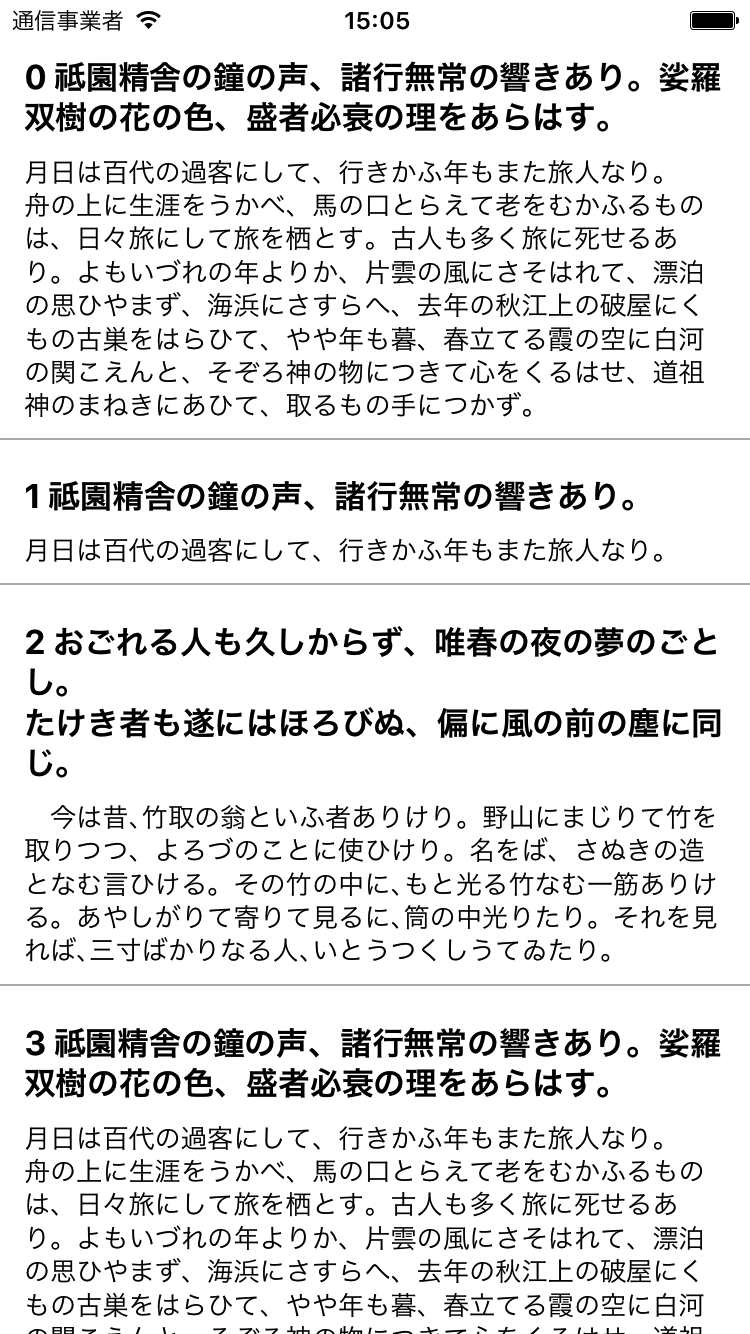 通信事業者 15:05
0 祗園精舎の鐘の声、諸行無常の響きあり。娑羅
双樹の花の色、盛者必衰の理をあらはす。
月日は百代の過客にして、行きかふ年もまた旅人なり。
舟の上に生涯をうかべ、馬の口とらえて老をむかふるもの
は、日々旅にして旅を栖とす。古人も多く旅に死せるあ
り。よもいづれの年よりか、片雲の風にさそはれて、漂泊
の思ひやまず、海浜にさすらへ、去年の秋江上の破屋にく
もの古巣をはらひて、やや年も暮、春立てる霞の空に白河
の関こえんと、そぞろ神の物につきて心をくるはせ、道祖
神のまねきにあひて、取るもの手につかず。
1 祗園精舎の鐘の声、諸行無常の響きあり。
月日は百代の過客にして、行きかふ年もまた旅人なり。
2 おごれる人も久しからず、唯春の夜の夢のごと
し。
たけき者も遂にはほろびぬ、偏に風の前の塵に同
じ。
　今は昔､竹取の翁といふ者ありけり。野山にまじりて竹を
取りつつ、よろづのことに使ひけり。名をば、さぬきの造
となむ言ひける。その竹の中に､もと光る竹なむ一筋ありけ
る。あやしがりて寄りて見るに､筒の中光りたり。それを見
れば､三寸ばかりなる人､いとうつくしうてゐたり。
3 祗園精舎の鐘の声、諸行無常の響きあり。娑羅
双樹の花の色、盛者必衰の理をあらはす。
月日は百代の過客にして、行きかふ年もまた旅人なり。
舟の上に生涯をうかべ、馬の口とらえて老をむかふるもの
は、日々旅にして旅を栖とす。古人も多く旅に死せるあ
り。よもいづれの年よりか、片雲の風にさそはれて、漂泊
の思ひやまず、海浜にさすらへ、去年の秋江上の破屋にく
もの古巣をはらひて、やや年も暮、春立てる霞の空に白河
の関こえんと、そぞろ神の物につきて心をくるはせ、道祖